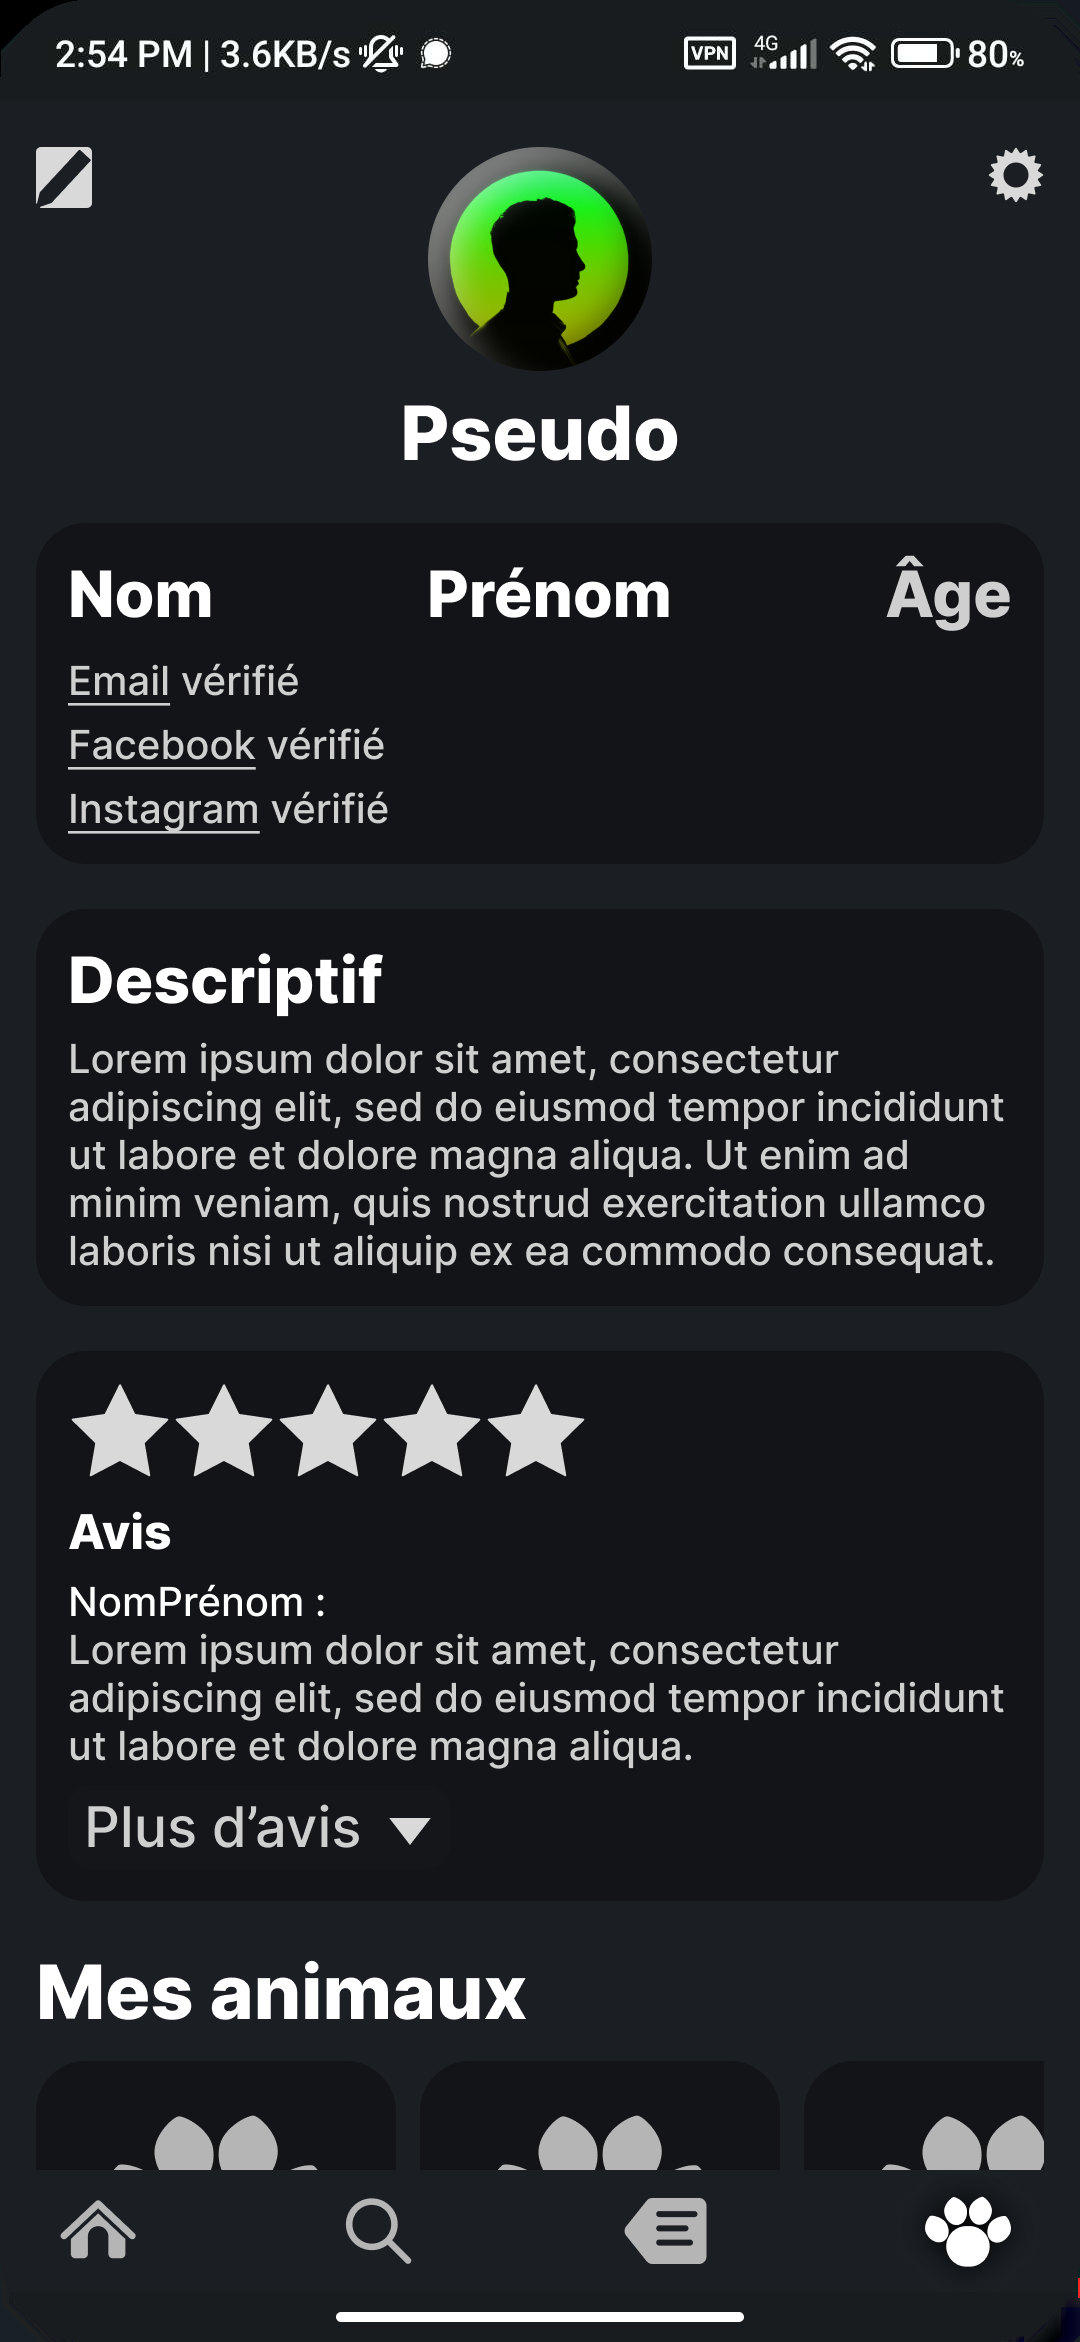 2:54 PM | 3.6KB/s VPN 4G 80%
Pseudo
Nom Prénom Âge
Email vérifié
Facebook vérifié
Instagram vérifié
Descriptif
Lorem ipsum dolor sit amet, consectetur
adipiscing elit, sed do eiusmod tempor incididunt
ut labore et dolore magna aliqua. Ut enim ad
minim veniam, quis nostrud exercitation ullamco
laboris nisi ut aliquip ex ea commodo consequat.
Avis
NomPrénom :
Lorem ipsum dolor sit amet, consectetur
adipiscing elit, sed do eiusmod tempor incididunt
ut labore et dolore magna aliqua.
Plus d’avis
Mes animaux